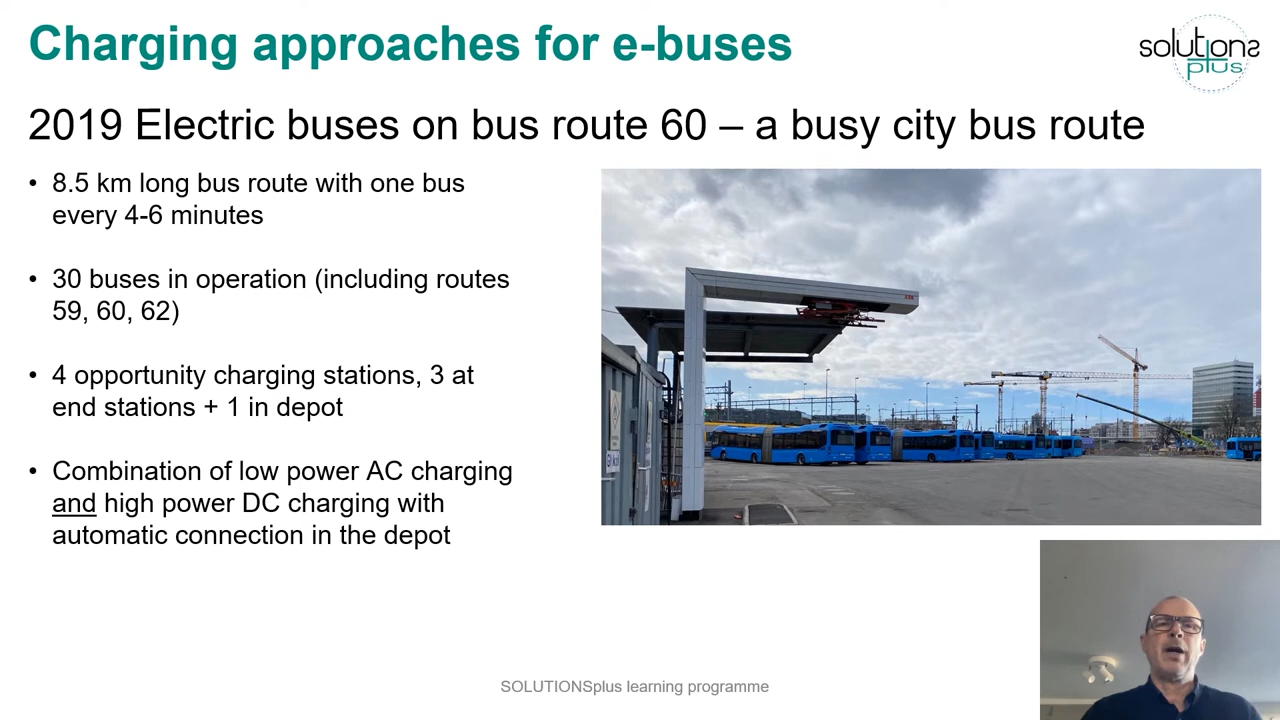 Charging approaches for e-buses
solutions
plus
2019 Electric buses on bus route 60 – a busy city bus route
• 8.5 km long bus route with one bus
every 4-6 minutes
• 30 buses in operation (including routes
59, 60, 62)
• 4 opportunity charging stations, 3 at
end stations + 1 in depot
• Combination of low power AC charging
and high power DC charging with
automatic connection in the depot
ABB
SOLUTIONSplus learning programme